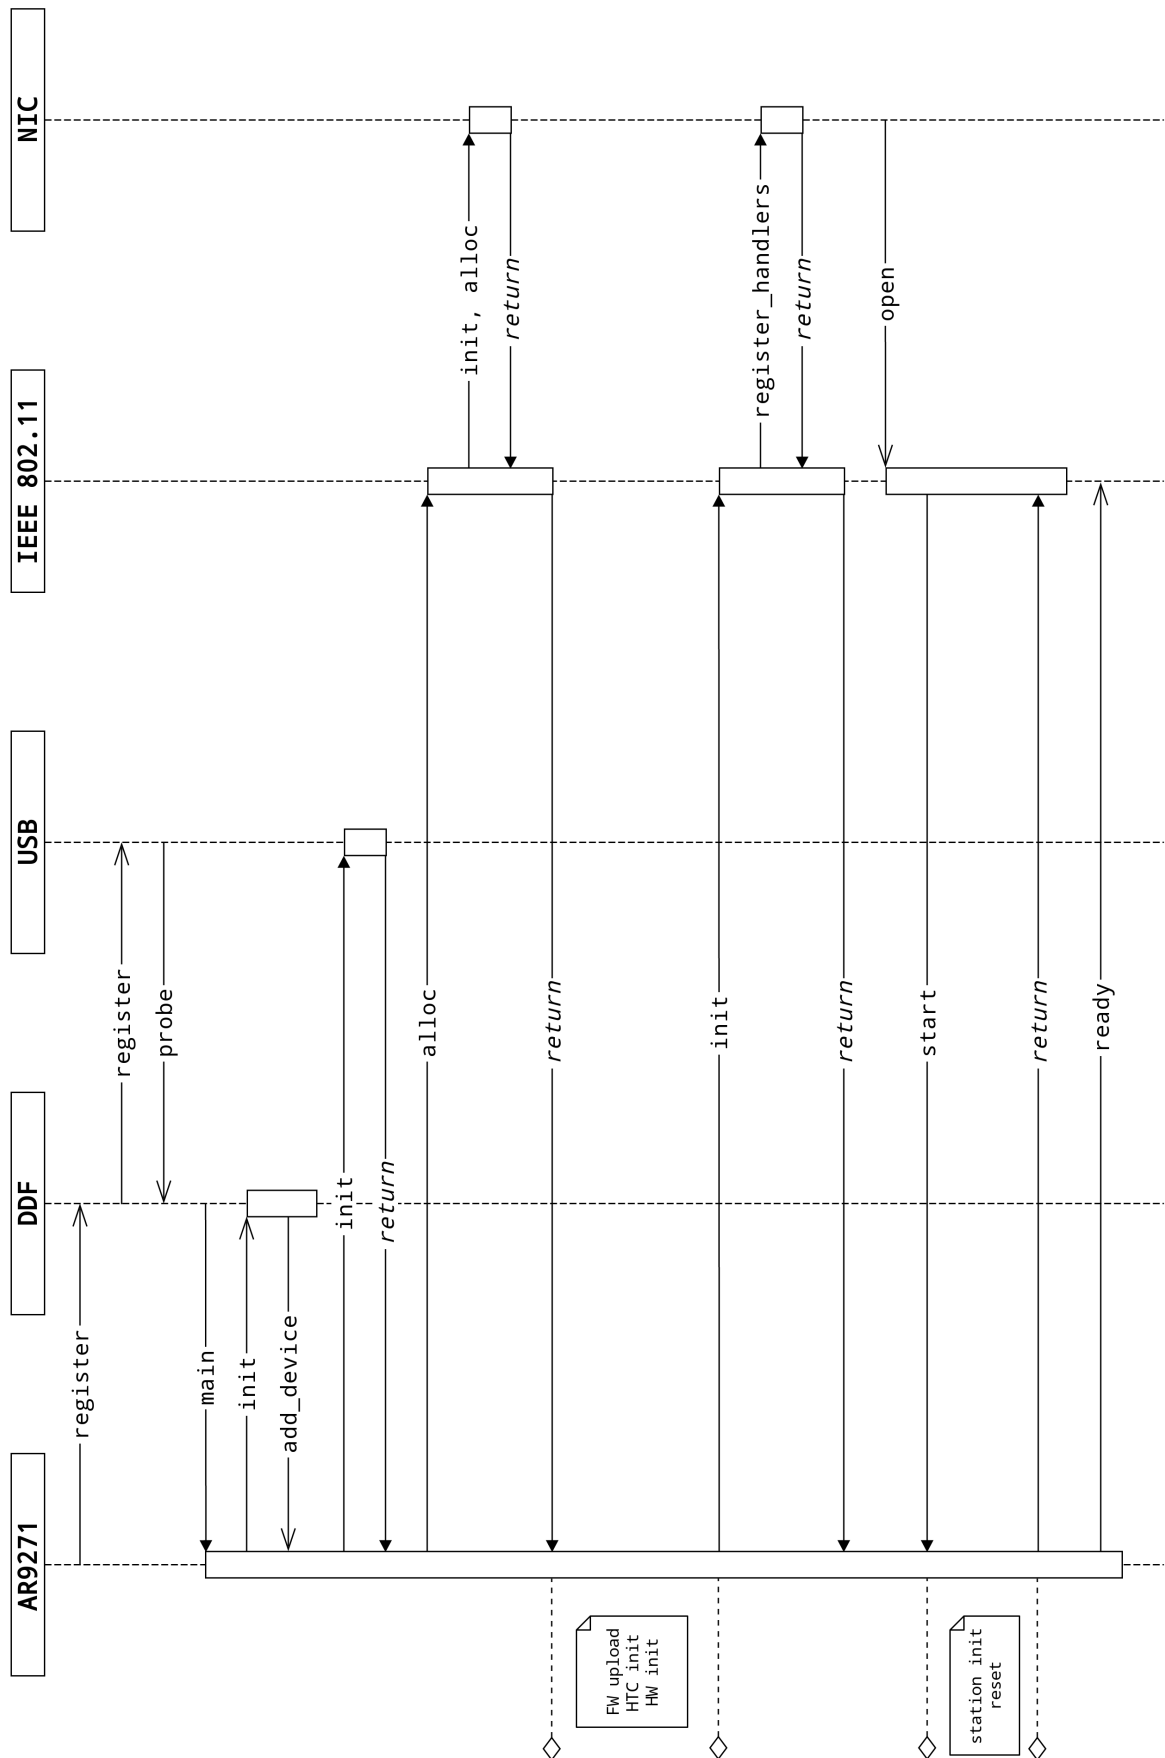 AR9271
DDF
USB
IEEE 802.11
NIC
register
register
probe
main
init
add_device
init
return
alloc
init, alloc
return
return
FW upload
HTC init
HW init
init
register_handlers
return
return
open
start
station init
reset
return
ready